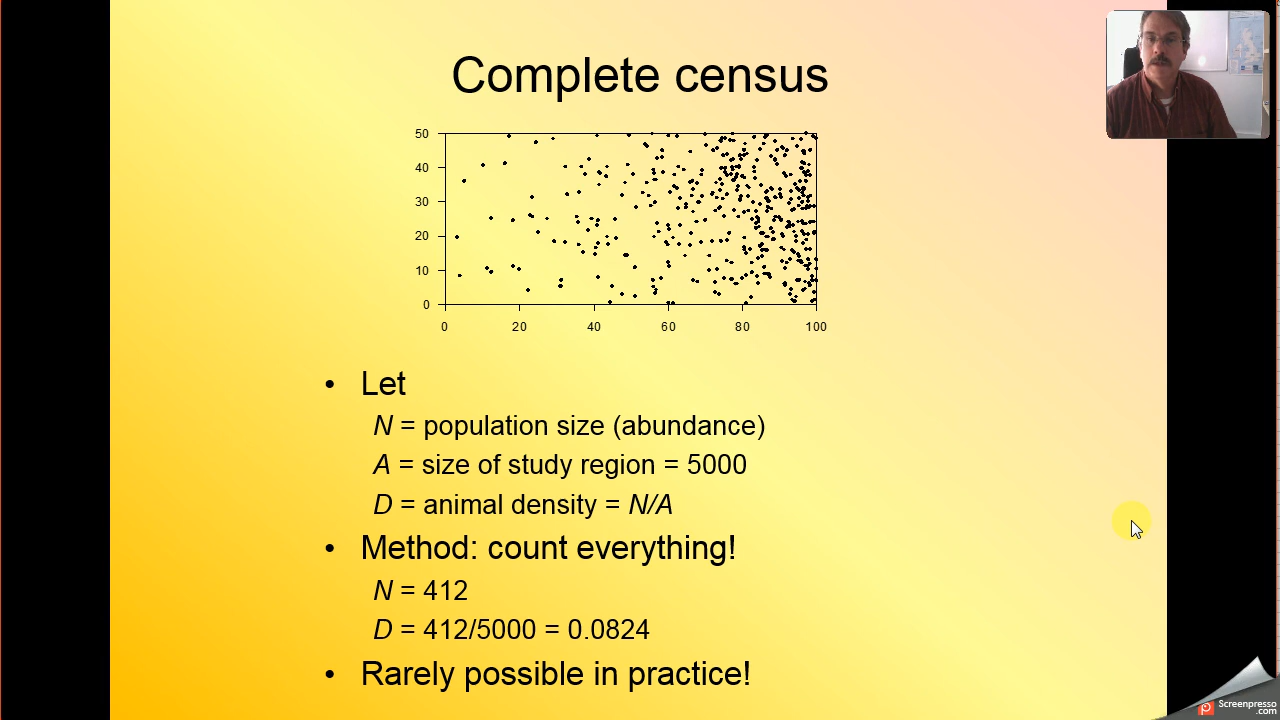 Complete census
50
40
30
20
10
0
0 20 40 60 80 100
• Let
N = population size (abundance)
A = size of study region = 5000
D = animal density = N/A
• Method: count everything!
N = 412
D = 412/5000 = 0.0824
• Rarely possible in practice!
Screenpresso
.com